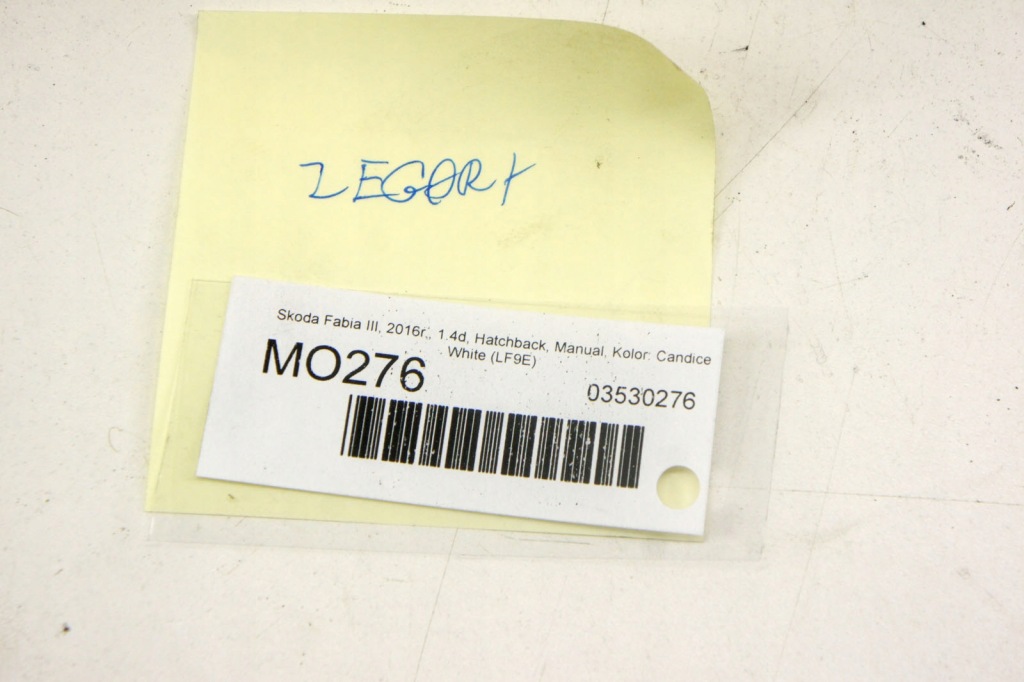 ZEGARY
Skoda Fabia III, 2016r., 1.4d, Hatchback, Manual, Kolor: Candice
White (LF9E)
MO276
03530276